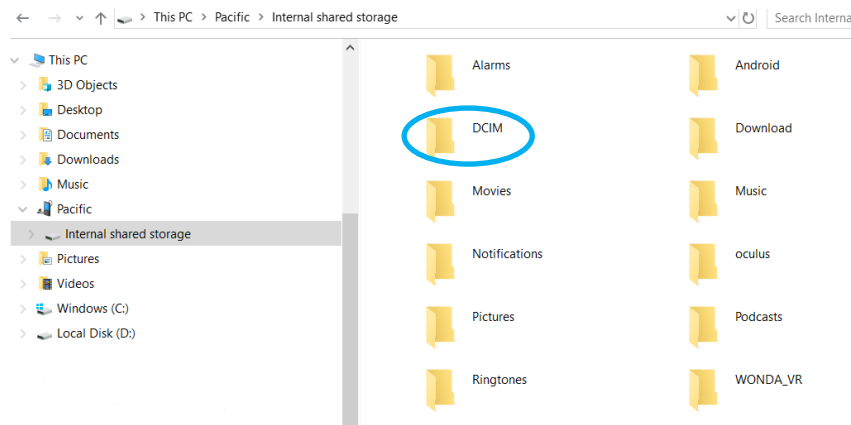 This PC > Pacific > Internal shared storage
Search Interna
This PC
3D Objects
Desktop
Documents
Downloads
Music
Pacific
Internal shared storage
Pictures
Videos
Windows (C:)
Local Disk (D:)
Alarms
Android
DCIM
Download
Movies
Music
Notifications
oculus
Pictures
Podcasts
Ringtones
WONDA_VR